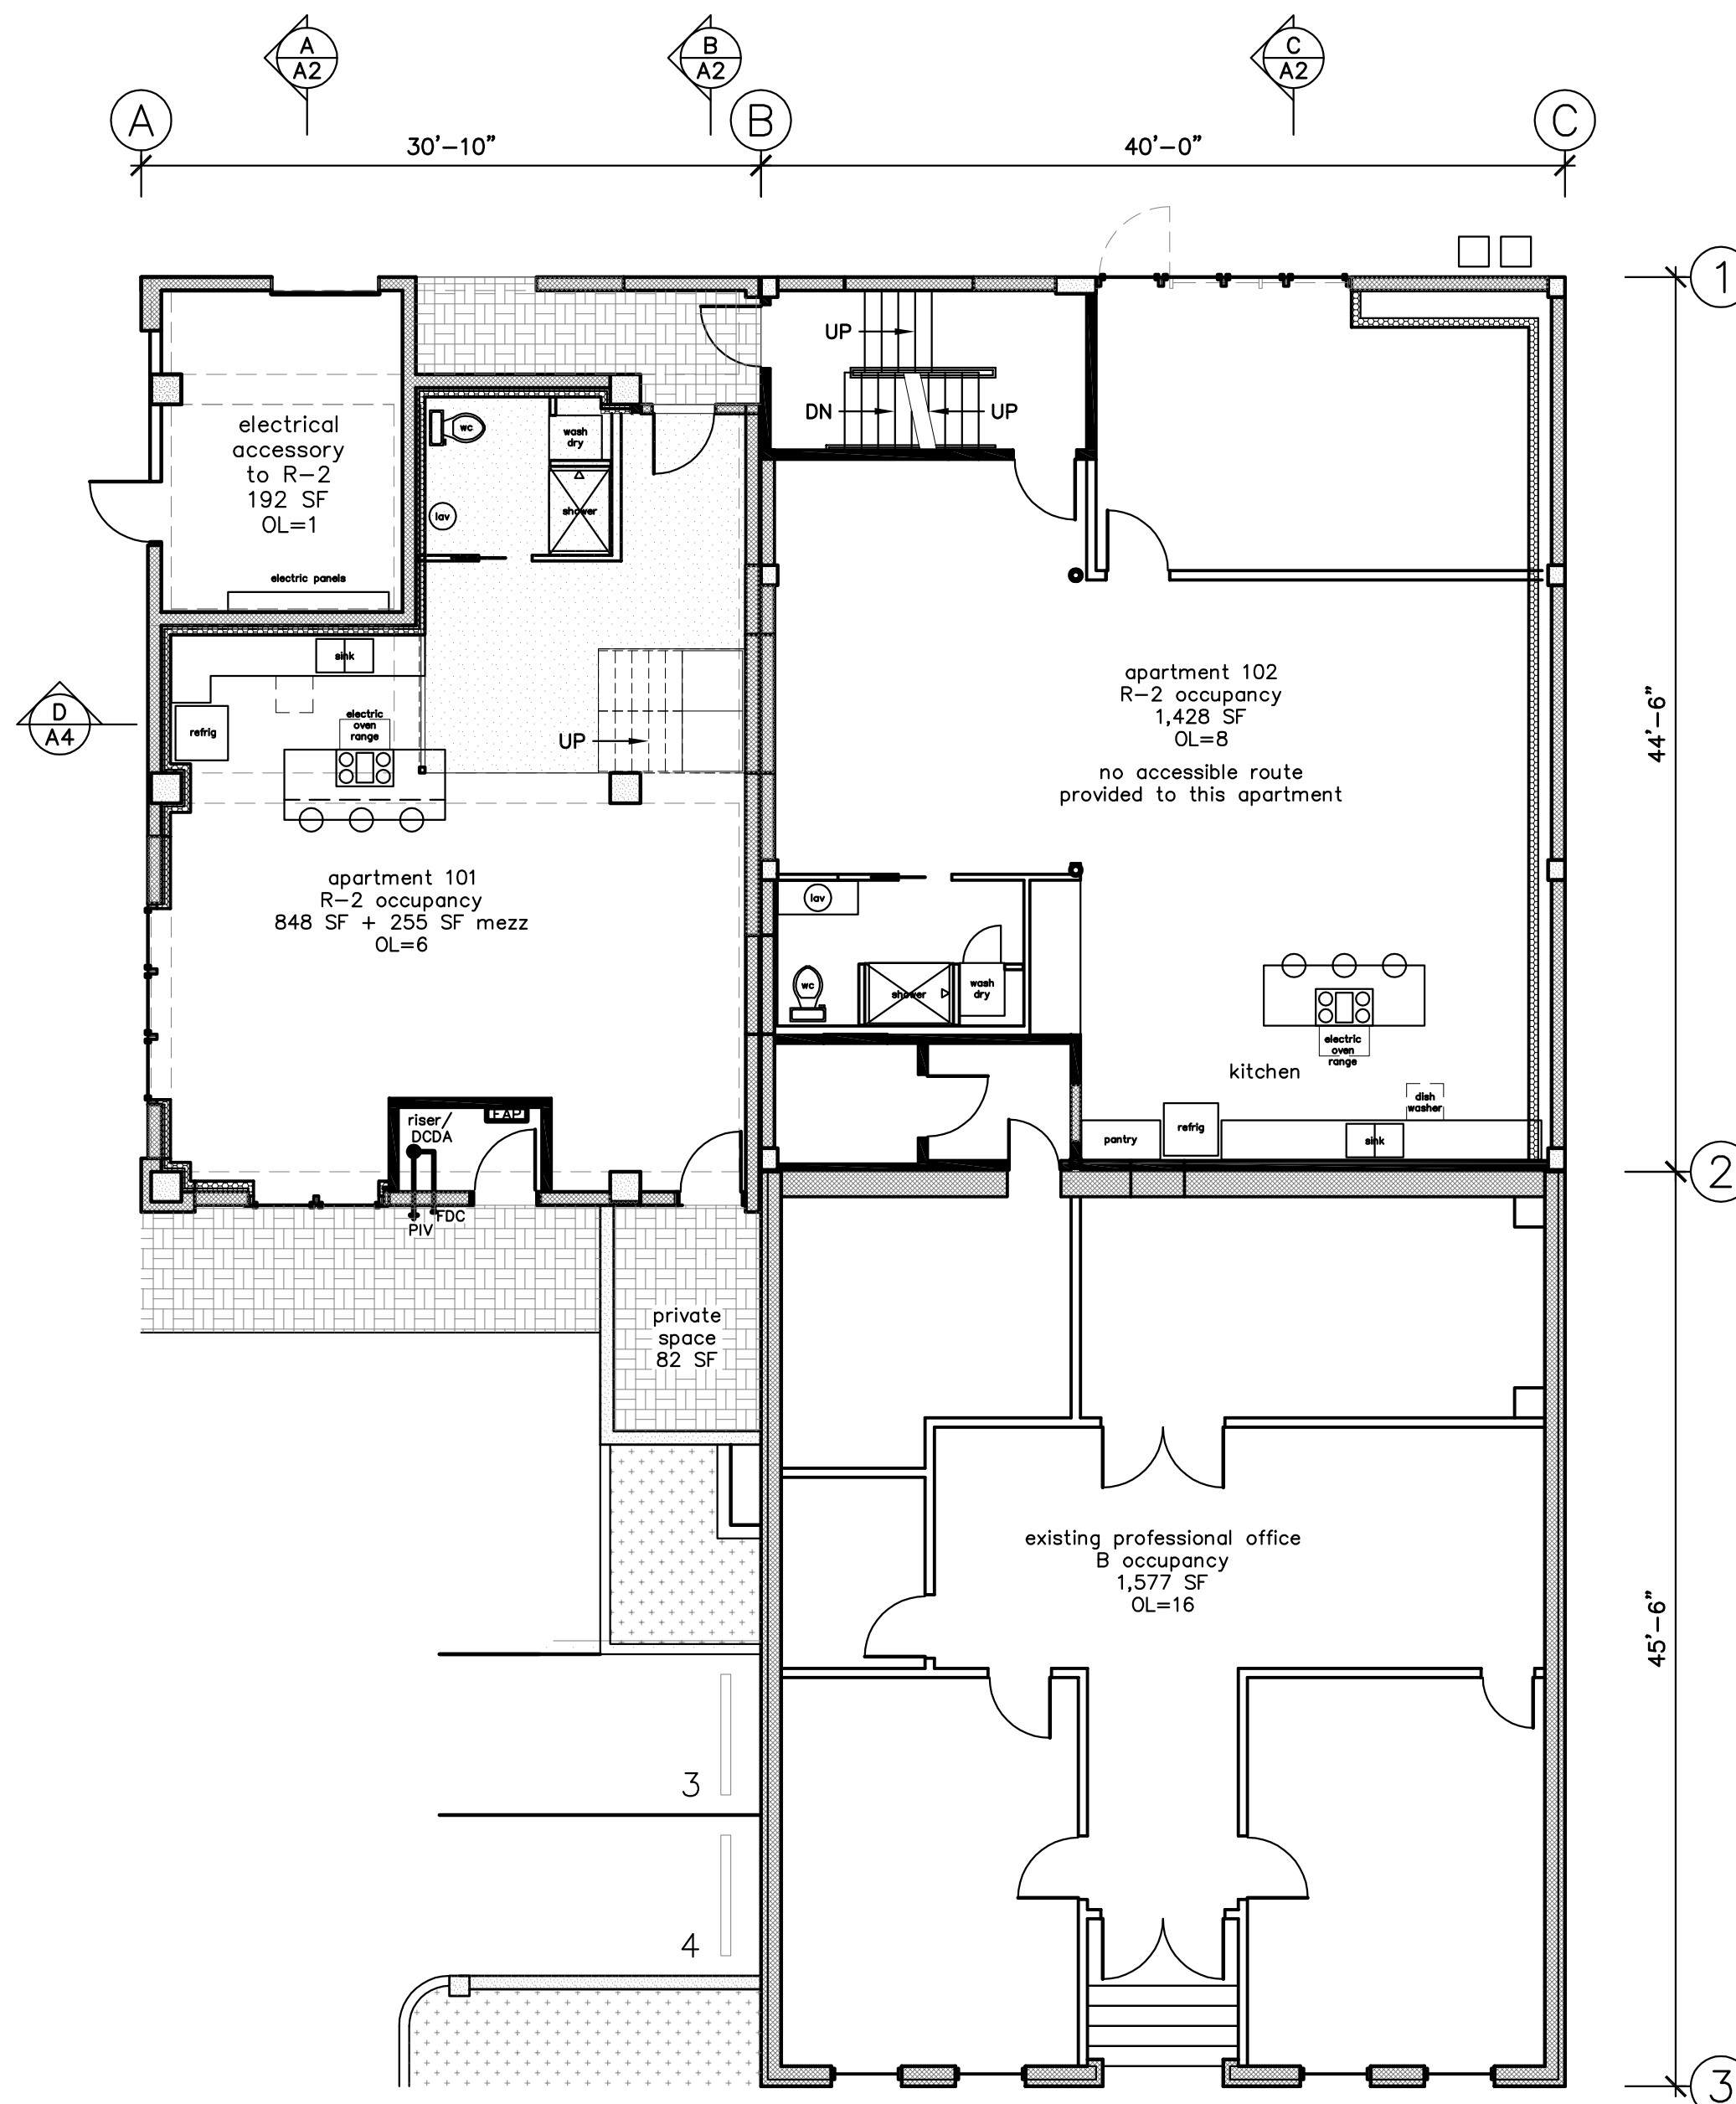 A
A2
B
A2
C
A2
A
B
C
30'-10"
40'-0"
1
UP
DN
UP
electrical
accessory
to R-2
192 SF
OL=1
electric panels
wc
wash
dry
lav
shower
sink
refrig
electric
oven
range
UP
D
A4
apartment 102
R-2 occupancy
1,428 SF
OL=8
no accessible route
provided to this apartment
44'-6"
apartment 101
R-2 occupancy
848 SF + 255 SF mezz
OL=6
lav
wc
shower
wash
dry
electric
oven
range
kitchen
dish
washer
pantry
refrig
sink
riser/
DCDA
FAP
FDC
PIV
2
private
space
82 SF
existing professional office
B occupancy
1,577 SF
OL=16
45'-6"
3
4
3